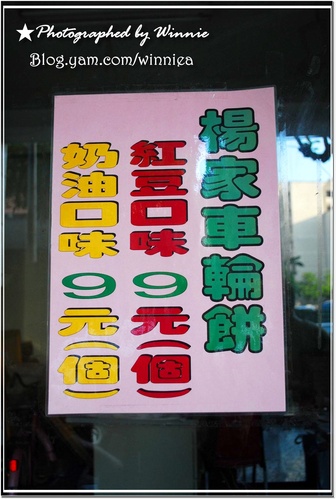 ★Photographed by Winnie
Blog.yam.com/winniea
楊家車輪餅
紅豆口味9元(個)
奶油口味9元(個)